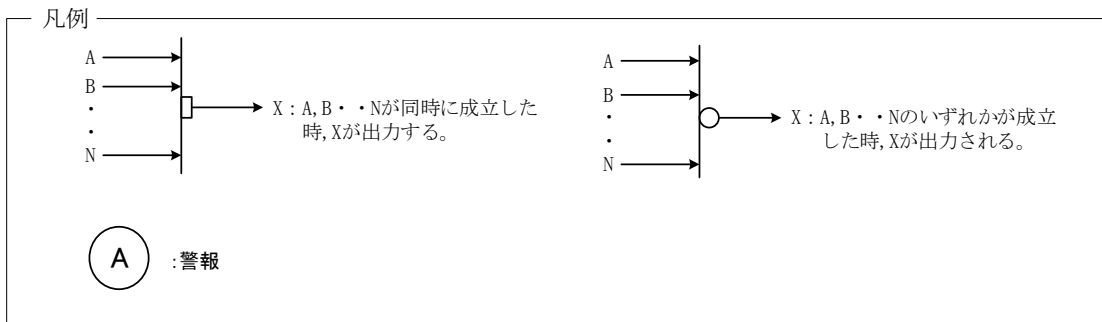 凡例
A
B
・
・
N
X：A,B・・Nが同時に成立した
時,Xが出力する。
A
B
・
・
N
X：A,B・・Nのいずれかが成立
した時,Xが出力される。
A :警報